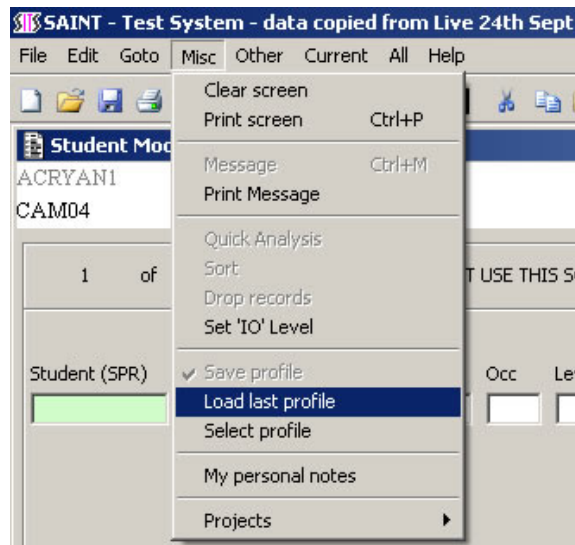 SAINT - Test System - data copied from Live 24th Sept
File Edit Goto Misc Other Current All Help
Clear screen
Print screen Ctrl+P
Student Mod
Message Ctrl+M
ACRYAN1
Print Message
CAM04
Quick Analysis
1 of
Sort
T USE THIS S
Drop records
Set 'IO' Level
Student (SPR)
Save profile
Occ Le
Load last profile
Select profile
My personal notes
Projects